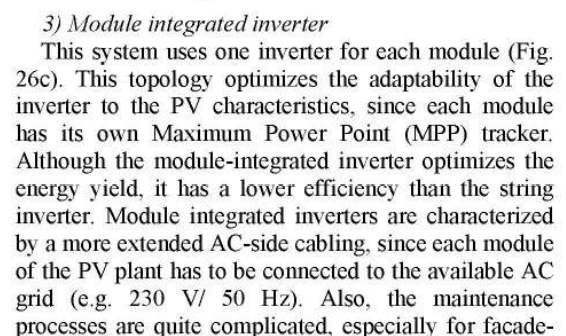 3) Module integrated inverter
This system uses one inverter for each module (Fig.
26c). This topology optimizes the adaptability of the
inverter to the PV characteristics, since each module
has its own Maximum Power Point (MPP) tracker.
Although the module-integrated inverter optimizes the
energy yield, it has a lower efficiency than the string
inverter. Module integrated inverters are characterized
by a more extended AC-side cabling, since each module
of the PV plant has to be connected to the available AC
grid (e.g. 230 V/ 50 Hz). Also, the maintenance
processes are quite complicated, especially for facade-